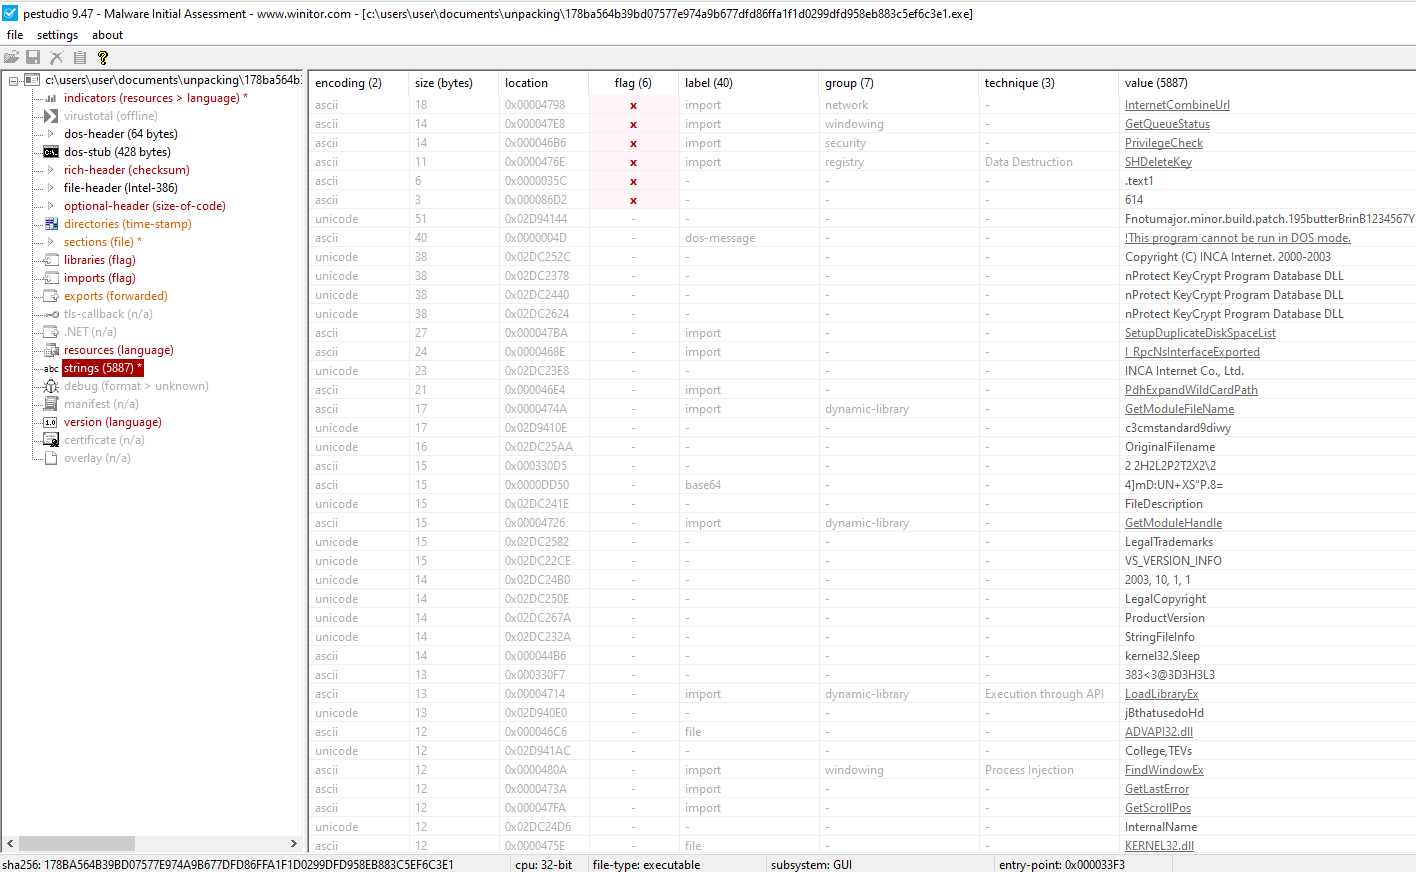 pestudio 9.47 - Malware Initial Assessment - www.winitor.com - [c:\users\user\documents\unpacking\178ba564b39bd07577e974a9b677dfd86ffa1f1d0299dfd958eb883c5ef6c3e1.exe]
file settings about
c:\users\user\documents\unpacking\178ba564b3
indicators (resources > language) *
virustotal (offline)
dos-header (64 bytes)
dos-stub (428 bytes)
rich-header (checksum)
file-header (Intel-386)
optional-header (size-of-code)
directories (time-stamp)
sections (file) *
libraries (flag)
imports (flag)
exports (forwarded)
tls-callback (n/a)
.NET (n/a)
resources (language)
abc strings (5887) *
debug (format > unknown)
manifest (n/a)
1.0 version (language)
certificate (n/a)
overlay (n/a)
encoding (2) size (bytes) location flag (6) label (40) group (7) technique (3) value (5887)
ascii 18 0x00004798 x import network - InternetCombineUrl
ascii 14 0x000047E8 x import windowing - GetQueueStatus
ascii 14 0x000046B6 x import security - PrivilegeCheck
ascii 11 0x0000476E x import registry Data Destruction SHDeleteKey
ascii 6 0x0000035C x - - - .text1
ascii 3 0x000086D2 x - - - 614
unicode 51 0x02D94144 - - - - Fnotumajor.minor.build.patch.195butterBrinB1234567Y
ascii 40 0x0000004D - dos-message - - !This program cannot be run in DOS mode.
unicode 38 0x02DC252C - - - - Copyright (C) INCA Internet. 2000-2003
unicode 38 0x02DC2378 - - - - nProtect KeyCrypt Program Database DLL
unicode 38 0x02DC2440 - - - - nProtect KeyCrypt Program Database DLL
unicode 38 0x02DC2624 - - - - nProtect KeyCrypt Program Database DLL
ascii 27 0x000047BA - import - - SetupDuplicateDiskSpaceList
ascii 24 0x0000468E - import - - I_RpcNsInterfaceExported
unicode 23 0x02DC23E8 - - - - INCA Internet Co., Ltd.
ascii 21 0x000046E4 - import - - PdhExpandWildCardPath
ascii 17 0x0000474A - import dynamic-library - GetModuleFileName
unicode 17 0x02D9410E - - - - c3cmstandard9diwy
unicode 16 0x02DC25AA - - - - OriginalFilename
ascii 15 0x000330D5 - - - - 2 2H2L2P2T2X2\2
ascii 15 0x0000DD50 - base64 - - 4]mD:UN+XS"P.8=
unicode 15 0x02DC241E - - - - FileDescription
ascii 15 0x00004726 - import dynamic-library - GetModuleHandle
unicode 15 0x02DC2582 - - - - LegalTrademarks
unicode 15 0x02DC22CE - - - - VS_VERSION_INFO
unicode 14 0x02DC24B0 - - - - 2003, 10, 1, 1
unicode 14 0x02DC250E - - - - LegalCopyright
unicode 14 0x02DC267A - - - - ProductVersion
unicode 14 0x02DC232A - - - - StringFileInfo
ascii 14 0x000044B6 - - - - kernel32.Sleep
ascii 13 0x000330F7 - - - - 383<3@3D3H3L3
ascii 13 0x00004714 - import dynamic-library Execution through API LoadLibraryEx
unicode 13 0x02D940E0 - - - - jBthatusedoHd
ascii 12 0x000046C6 - file - - ADVAPI32.dll
unicode 12 0x02D941AC - - - - College,TEVs
ascii 12 0x0000480A - import windowing Process Injection FindWindowEx
ascii 12 0x0000473A - import - - GetLastError
ascii 12 0x000047FA - import - - GetScrollPos
unicode 12 0x02DC24D6 - - - - InternalName
ascii 12 0x0000475E - file - - KERNEL32.dll
sha256: 178BA564B39BD07577E974A9B677DFD86FFA1F1D0299DFD958EB883C5EF6C3E1 cpu: 32-bit file-type: executable subsystem: GUI entry-point: 0x000033F3